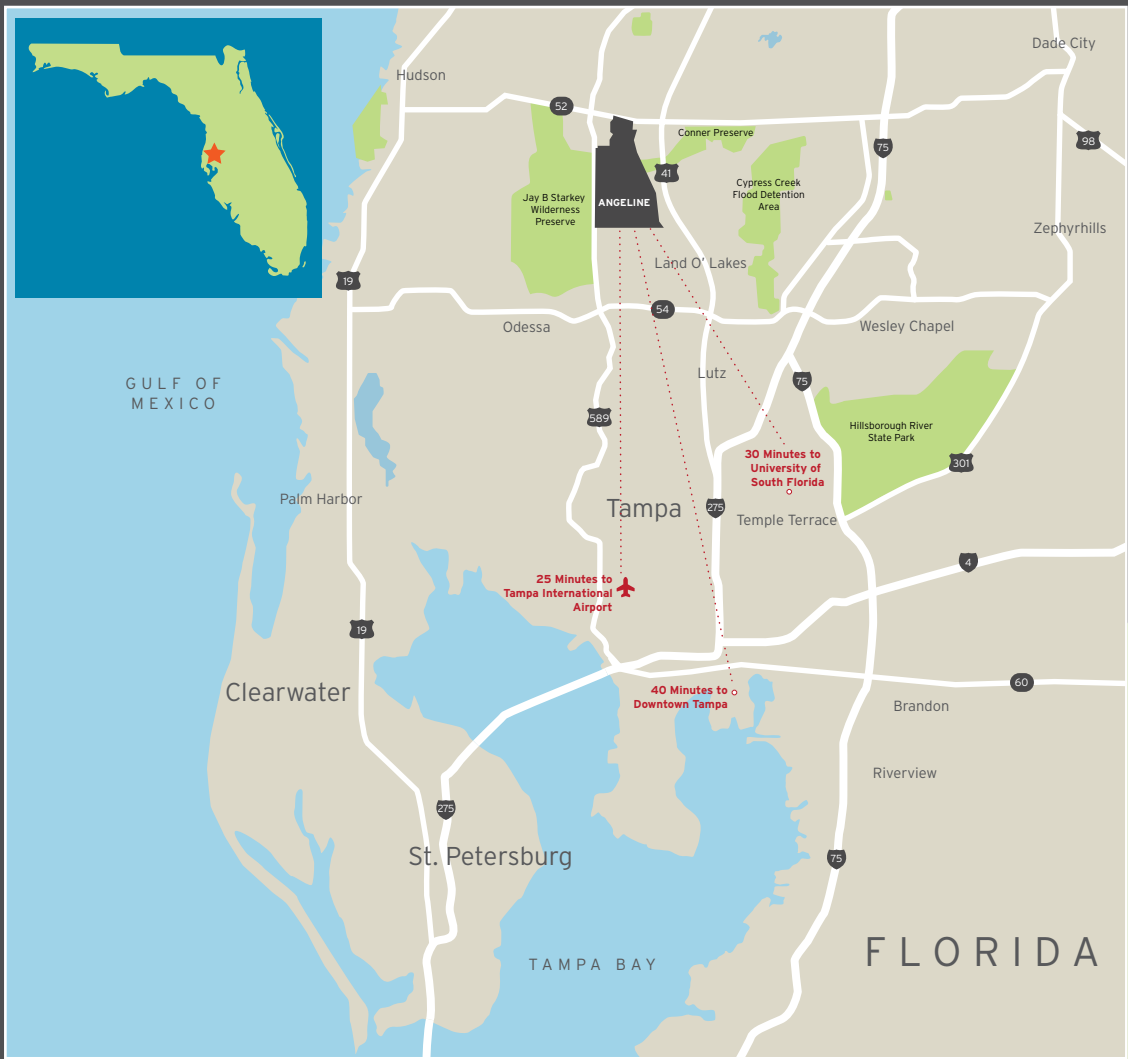 Dade City
Hudson
52
Conner Preserve
98
75
41
Cypress Creek
Flood Detention
Area
Jay B Starkey
Wilderness
Preserve
ANGELINE
Zephyrhills
Land O' Lakes
19
54
Odessa
Wesley Chapel
GULF OF
MEXICO
Lutz
75
589
Hillsborough River
State Park
30 Minutes to
University of
South Florida
301
Palm Harbor
Tampa
275
Temple Terrace
4
25 Minutes to
Tampa International
Airport
19
Clearwater
60
40 Minutes to
Downtown Tampa
Brandon
Riverview
275
St. Petersburg
75
FLORIDA
TAMPA BAY